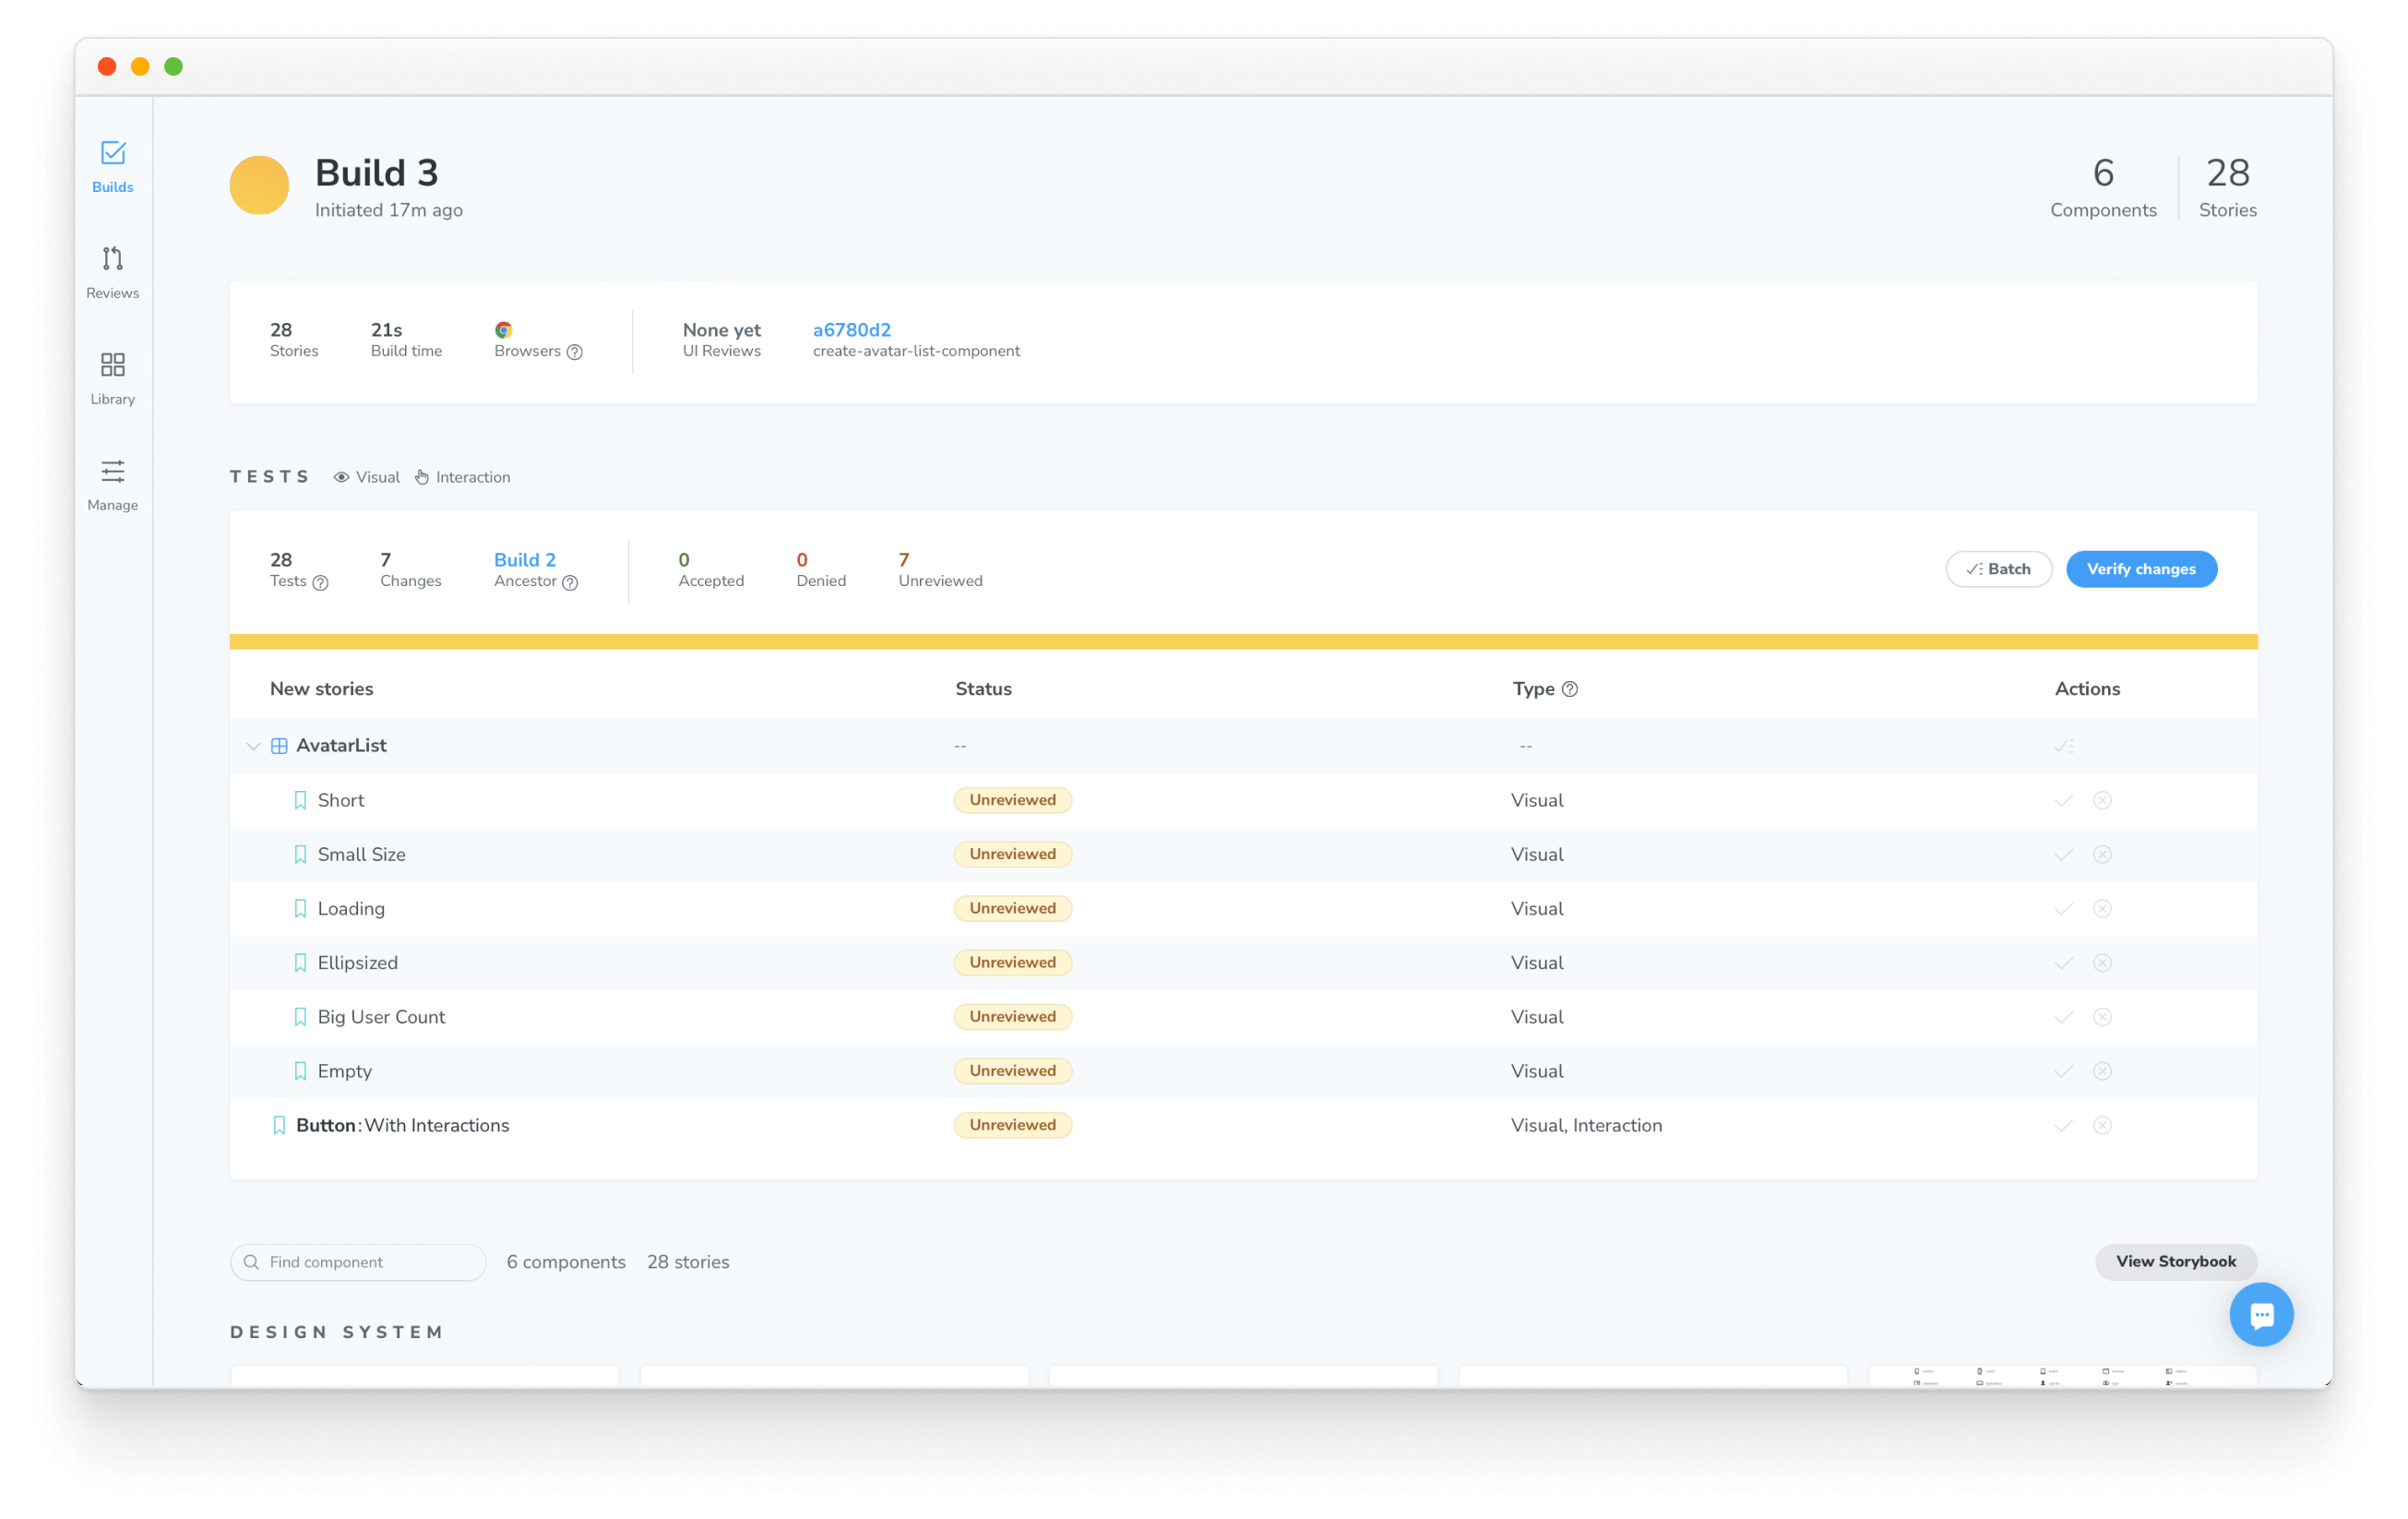 Builds
Reviews
Library
Manage
Build 3
Initiated 17m ago
6
Components
28
Stories
28
Stories
21s
Build time
Browsers
None yet
UI Reviews
a6780d2
create-avatar-list-component
TESTS Visual Interaction
28
Tests
7
Changes
Build 2
Ancestor
0
Accepted
0
Denied
7
Unreviewed
Batch
Verify changes
New stories Status Type Actions
AvatarList -- --
Short Unreviewed Visual
Small Size Unreviewed Visual
Loading Unreviewed Visual
Ellipsized Unreviewed Visual
Big User Count Unreviewed Visual
Empty Unreviewed Visual
Button: With Interactions Unreviewed Visual, Interaction
Find component 6 components 28 stories View Storybook
DESIGN SYSTEM